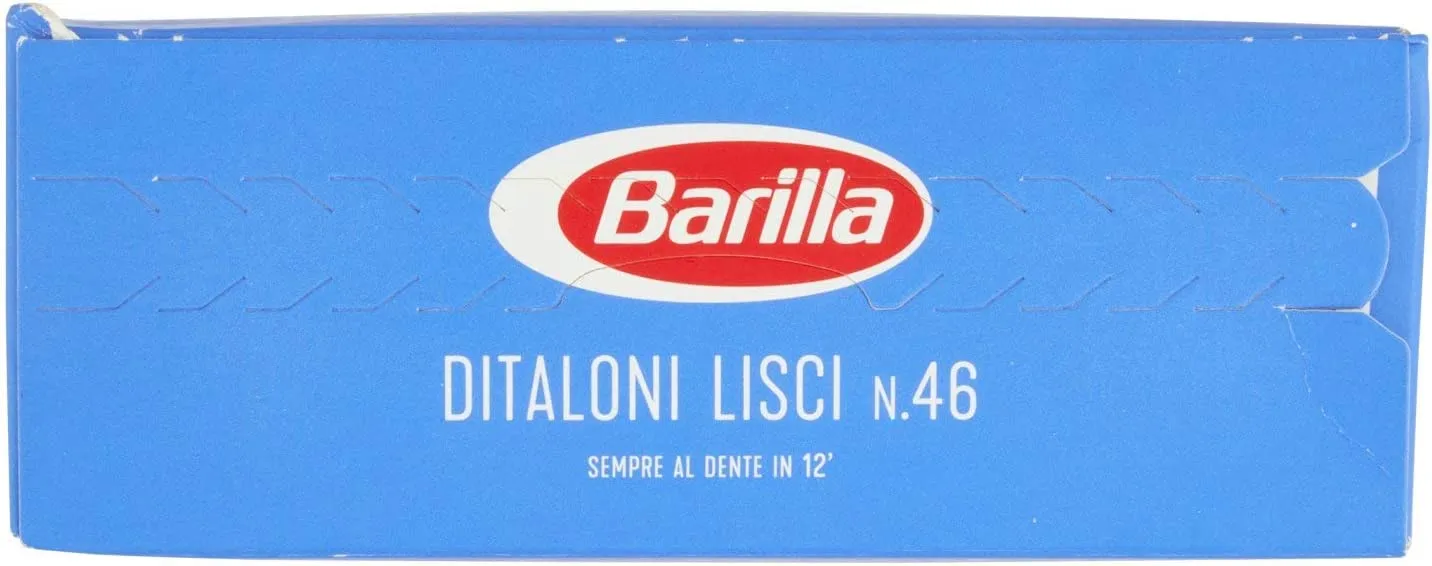 Barilla
DITALONI LISCI N.46
SEMPRE AL DENTE IN 12'